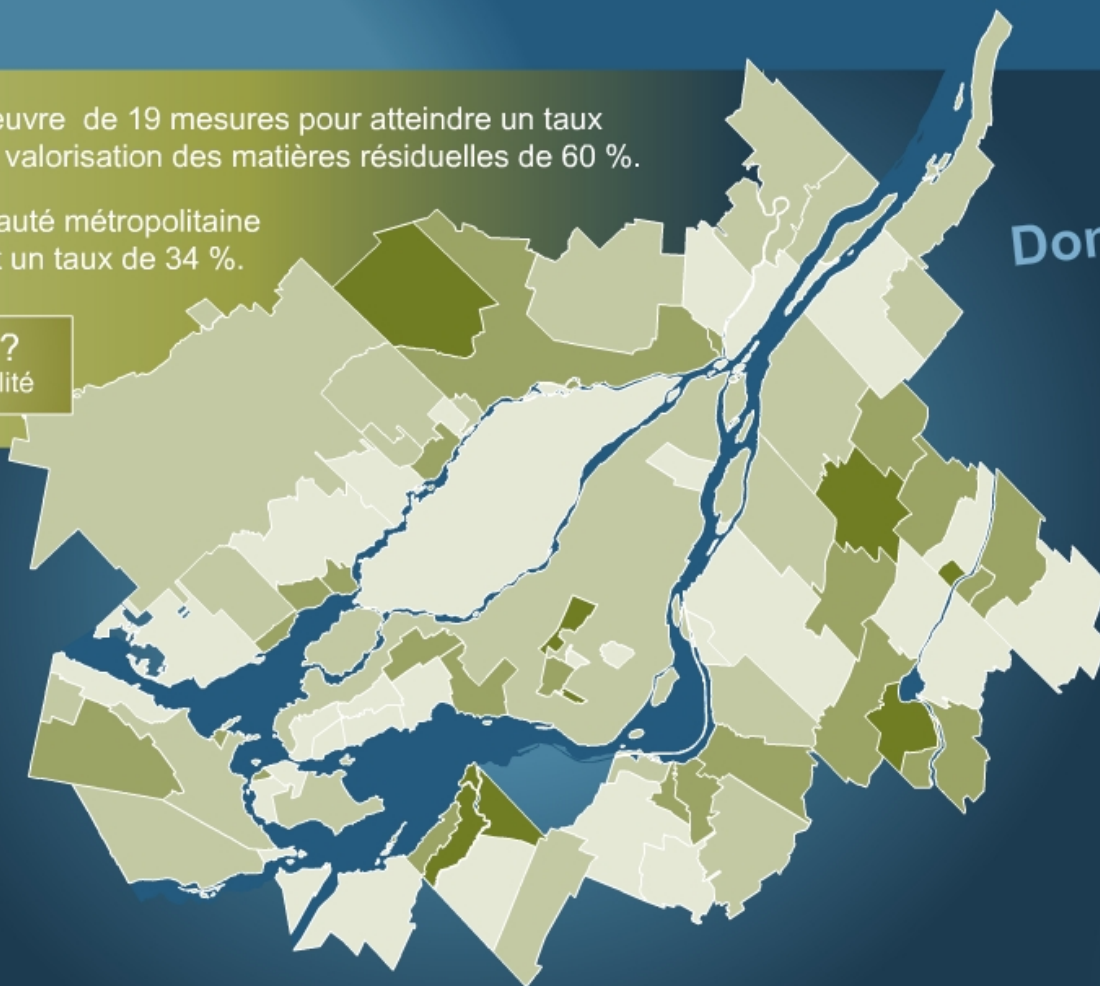 euvre de 19 mesures pour atteindre un taux
valorisation des matières résiduelles de 60 %.
auté métropolitaine
un taux de 34 %.
?
lité
Dor